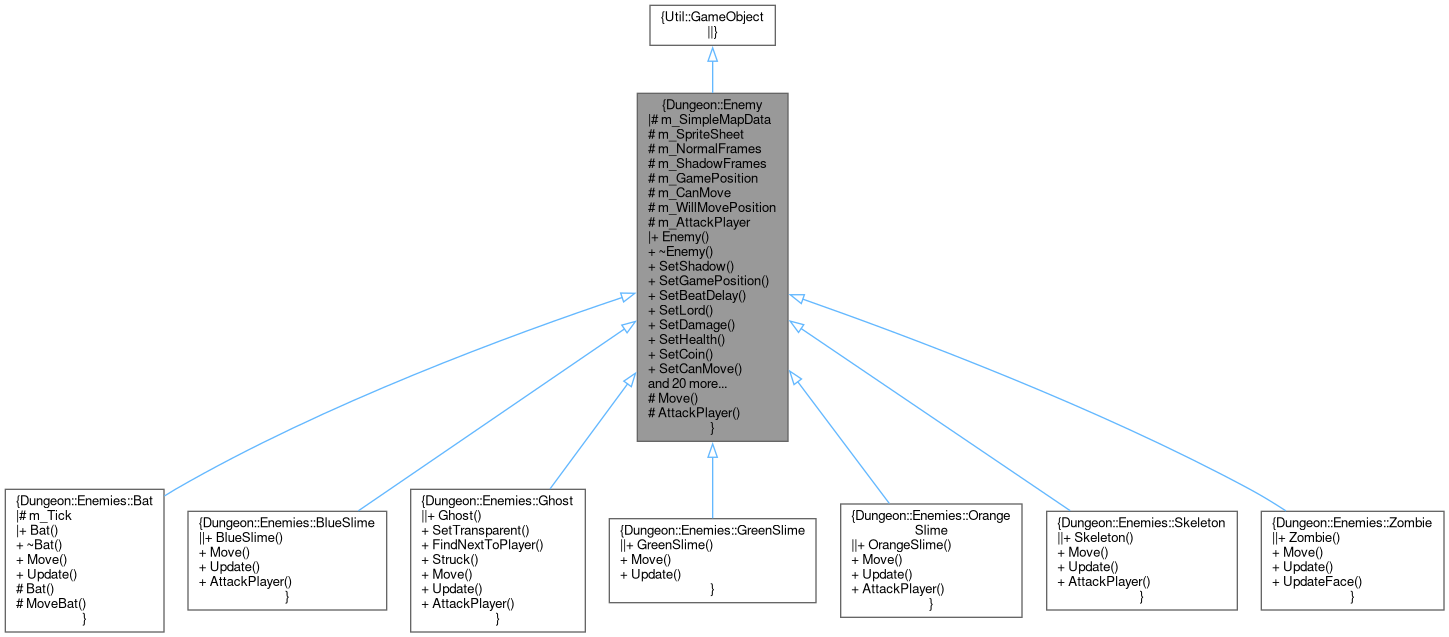 {Util::GameObject
||}
{Dungeon::Enemy
|# m_SimpleMapData
# m_SpriteSheet
# m_NormalFrames
# m_ShadowFrames
# m_GamePosition
# m_CanMove
# m_WillMovePosition
# m_AttackPlayer
|+ Enemy()
+ ~Enemy()
+ SetShadow()
+ SetGamePosition()
+ SetBeatDelay()
+ SetLord()
+ SetDamage()
+ SetHealth()
+ SetCoin()
+ SetCanMove()
and 20 more...
# Move()
# AttackPlayer()
}
{Dungeon::Enemies::Bat
|# m_Tick
|+ Bat()
+ ~Bat()
+ Move()
+ Update()
# Bat()
# MoveBat()
}
{Dungeon::Enemies::BlueSlime
||+ BlueSlime()
+ Move()
+ Update()
+ AttackPlayer()
}
{Dungeon::Enemies::Ghost
||+ Ghost()
+ SetTransparent()
+ FindNextToPlayer()
+ Struck()
+ Move()
+ Update()
+ AttackPlayer()
}
{Dungeon::Enemies::GreenSlime
||+ GreenSlime()
+ Move()
+ Update()
}
{Dungeon::Enemies::Orange
Slime
||+ OrangeSlime()
+ Move()
+ Update()
+ AttackPlayer()
}
{Dungeon::Enemies::Skeleton
||+ Skeleton()
+ Move()
+ Update()
+ AttackPlayer()
}
{Dungeon::Enemies::Zombie
||+ Zombie()
+ Move()
+ Update()
+ UpdateFace()
}